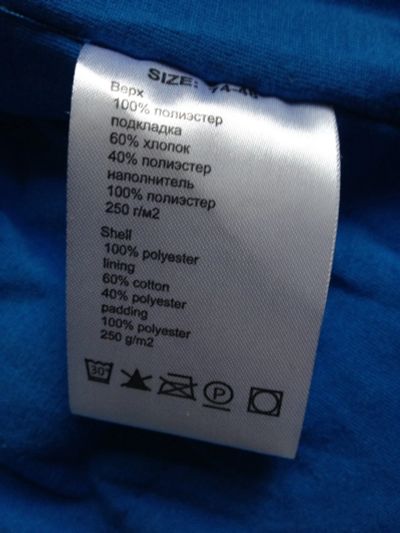 SIZE:
Верх
100% полиэстер
подкладка
60% хлопок
40% полиэстер
наполнитель
100% полиэстер
250 г/м2
Shell
100% polyester
lining
60% cotton
40% polyester
padding
100% polyester
250 g/m2
30° P